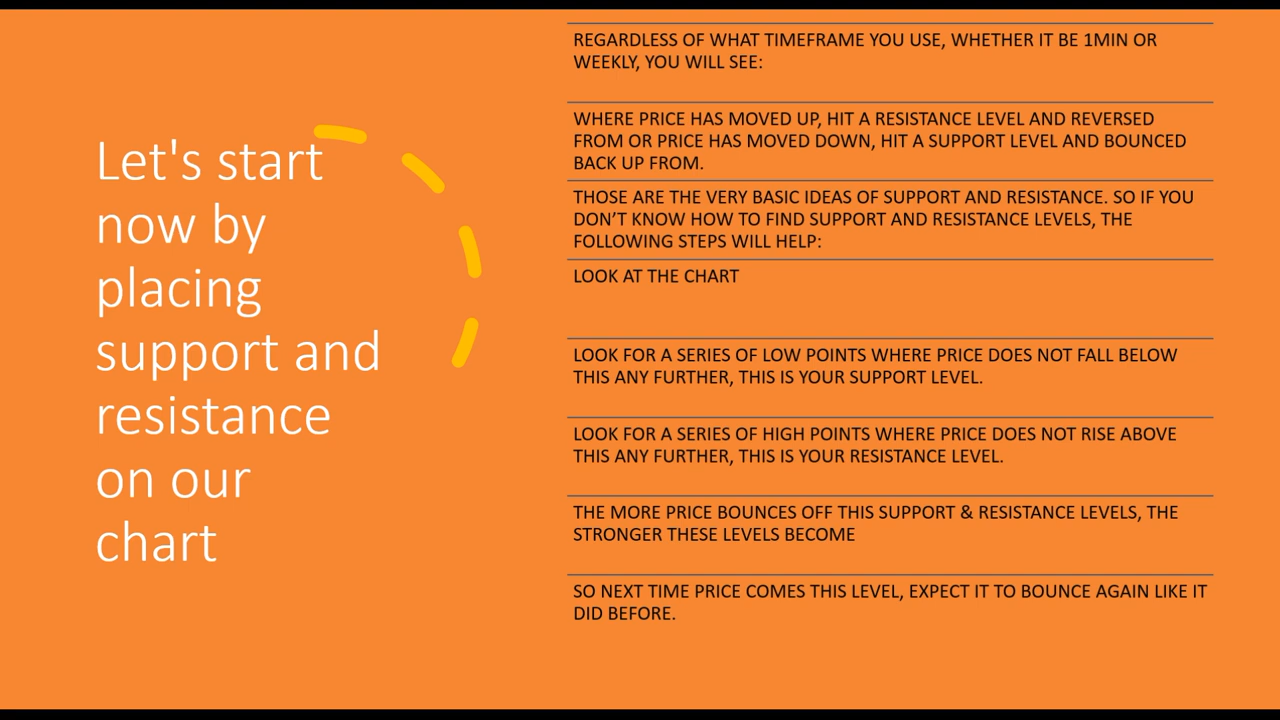 Let's start
now by
placing
support and
resistance
on our
chart
REGARDLESS OF WHAT TIMEFRAME YOU USE, WHETHER IT BE 1MIN OR
WEEKLY, YOU WILL SEE:
WHERE PRICE HAS MOVED UP, HIT A RESISTANCE LEVEL AND REVERSED
FROM OR PRICE HAS MOVED DOWN, HIT A SUPPORT LEVEL AND BOUNCED
BACK UP FROM.
THOSE ARE THE VERY BASIC IDEAS OF SUPPORT AND RESISTANCE. SO IF YOU
DON’T KNOW HOW TO FIND SUPPORT AND RESISTANCE LEVELS, THE
FOLLOWING STEPS WILL HELP:
LOOK AT THE CHART
LOOK FOR A SERIES OF LOW POINTS WHERE PRICE DOES NOT FALL BELOW
THIS ANY FURTHER, THIS IS YOUR SUPPORT LEVEL.
LOOK FOR A SERIES OF HIGH POINTS WHERE PRICE DOES NOT RISE ABOVE
THIS ANY FURTHER, THIS IS YOUR RESISTANCE LEVEL.
THE MORE PRICE BOUNCES OFF THIS SUPPORT & RESISTANCE LEVELS, THE
STRONGER THESE LEVELS BECOME
SO NEXT TIME PRICE COMES THIS LEVEL, EXPECT IT TO BOUNCE AGAIN LIKE IT
DID BEFORE.